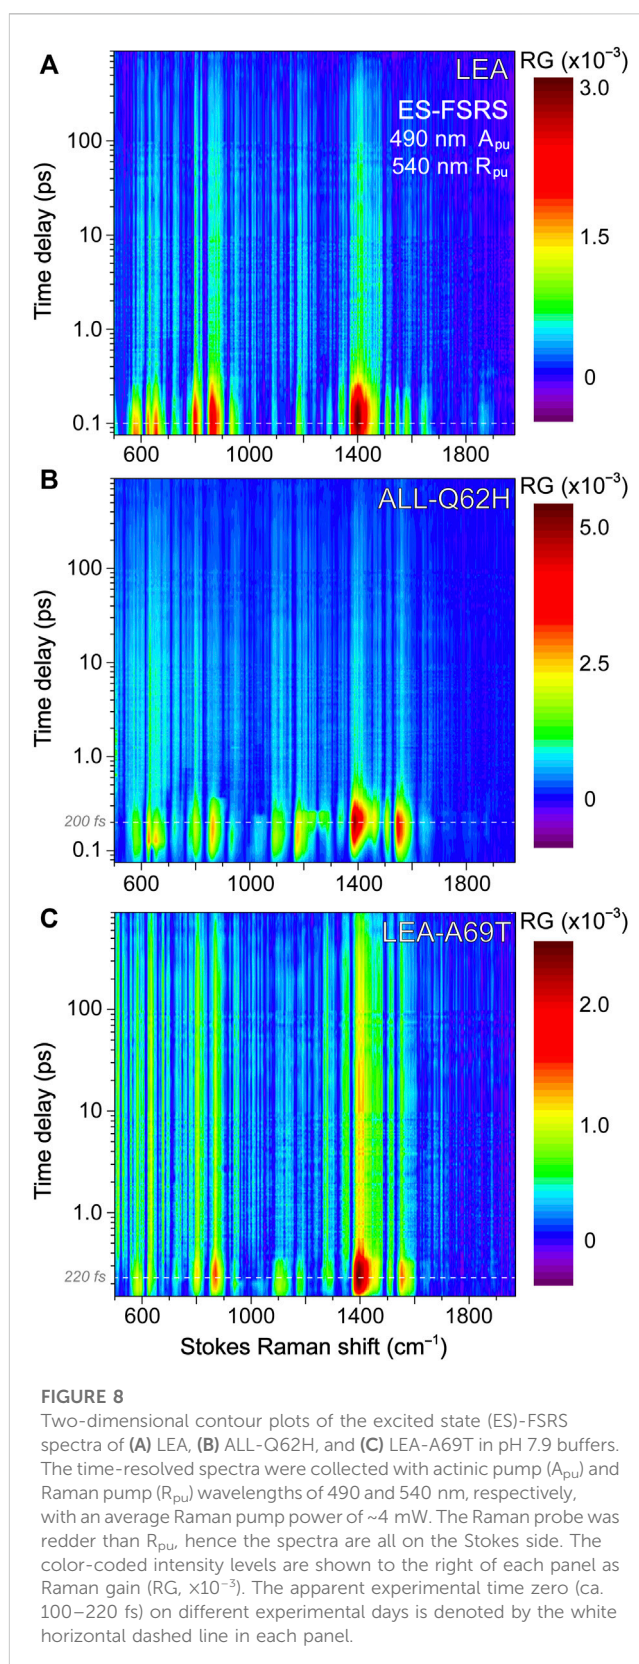 A
LEA
RG (x10⁻³)
ES-FSRS
490 nm Apu
540 nm Rpu
3.0
1.5
0
Time delay (ps)
100
10
1.0
0.1
600
1000
1400
1800
B
ALL-Q62H
RG (x10⁻³)
5.0
2.5
0
Time delay (ps)
100
10
1.0
200 fs
0.1
600
1000
1400
1800
C
LEA-A69T
RG (x10⁻³)
2.0
1.0
0
Time delay (ps)
100
10
1.0
220 fs
600
1000
1400
1800
Stokes Raman shift (cm⁻¹)
FIGURE 8
Two-dimensional contour plots of the excited state (ES)-FSRS
spectra of (A) LEA, (B) ALL-Q62H, and (C) LEA-A69T in pH 7.9 buffers.
The time-resolved spectra were collected with actinic pump (Apu) and
Raman pump (Rpu) wavelengths of 490 and 540 nm, respectively,
with an average Raman pump power of ~4 mW. The Raman probe was
redder than Rpu, hence the spectra are all on the Stokes side. The
color-coded intensity levels are shown to the right of each panel as
Raman gain (RG, ×10⁻³). The apparent experimental time zero (ca.
100–220 fs) on different experimental days is denoted by the white
horizontal dashed line in each panel.